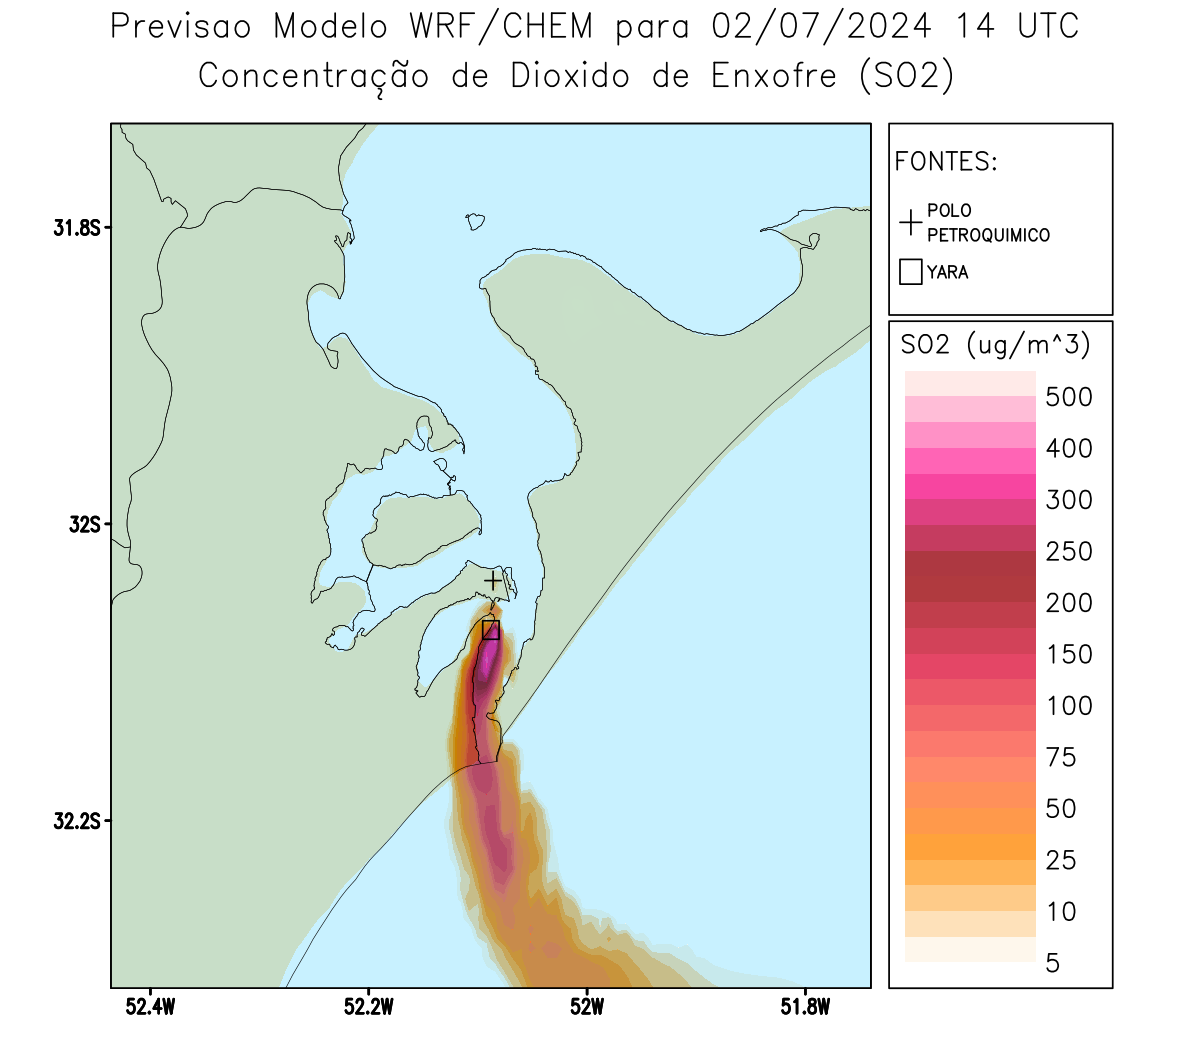 Previsao Modelo WRF/CHEM para 02/07/2024 14 UTC
Concentração de Dioxido de Enxofre (SO2)
FONTES:
POLO
PETROQUIMICO
YARA
SO2 (ug/m^3)
500
400
300
250
200
150
100
75
50
25
10
5
31.8S
32S
32.2S
52.4W
52.2W
52W
51.8W